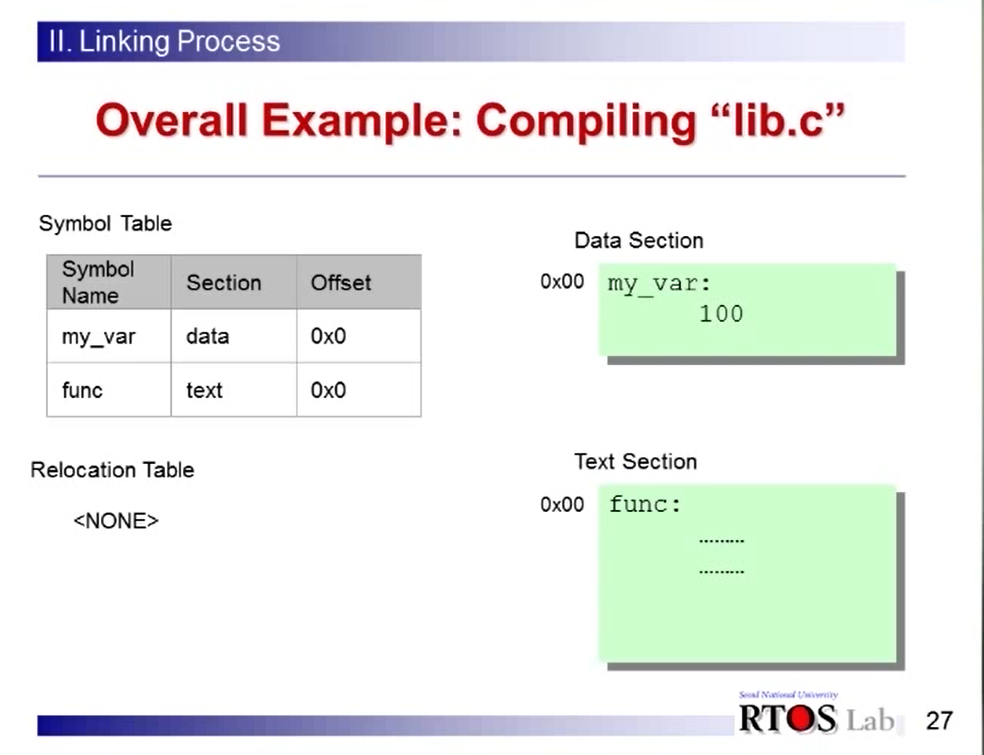 II. Linking Process
Overall Example: Compiling “lib.c”
Symbol Table
Symbol Name Section Offset
my_var data 0x0
func text 0x0
Relocation Table
<NONE>
Data Section
0x00 my_var:
100
Text Section
0x00 func:
.........
.........
Seoul National University
RTOS Lab 27